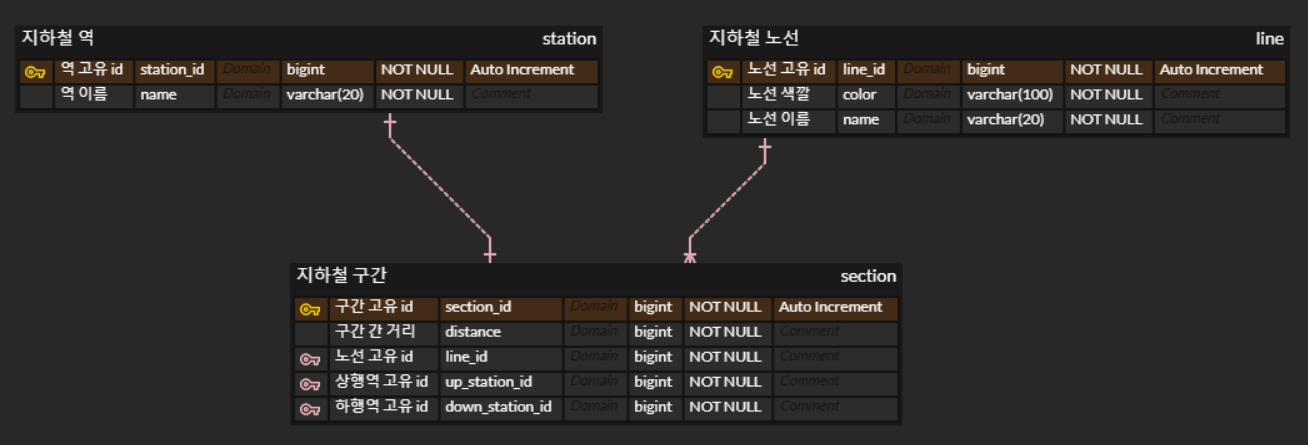 지하철 역 station
역 고유 id station_id Domain bigint NOT NULL Auto Increment
역 이름 name Domain varchar(20) NOT NULL Comment
지하철 노선 line
노선 고유 id line_id Domain bigint NOT NULL Auto Increment
노선 색깔 color Domain varchar(100) NOT NULL Comment
노선 이름 name Domain varchar(20) NOT NULL Comment
지하철 구간 section
구간 고유 id section_id Domain bigint NOT NULL Auto Increment
구간 간 거리 distance Domain bigint NOT NULL Comment
노선 고유 id line_id Domain bigint NOT NULL Comment
상행역 고유 id up_station_id Domain bigint NOT NULL Comment
하행역 고유 id down_station_id Domain bigint NOT NULL Comment